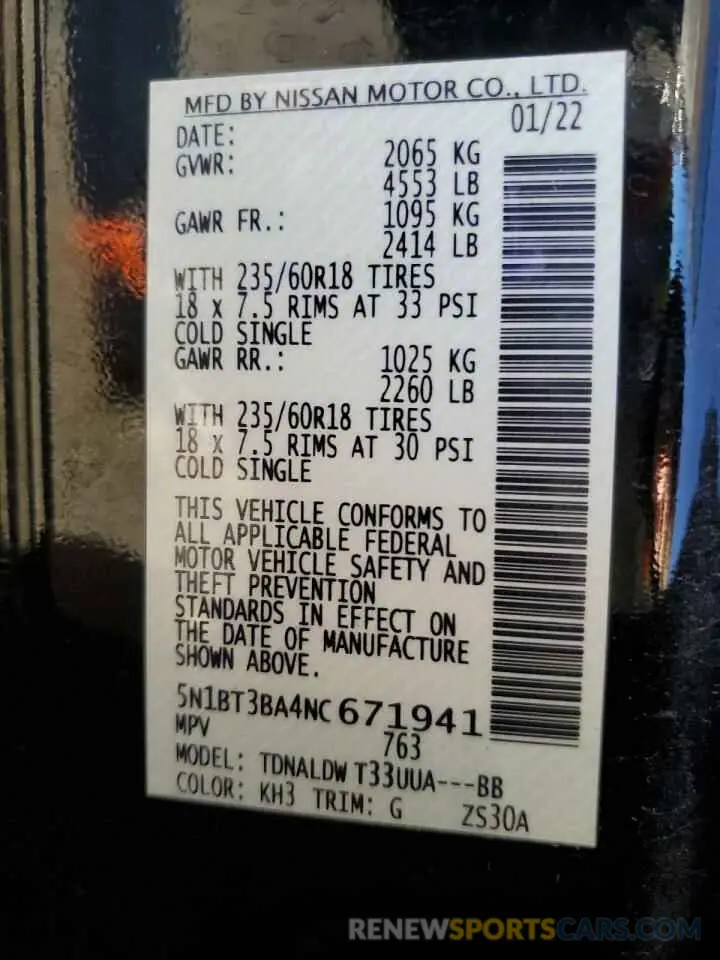 MFD BY NISSAN MOTOR CO., LTD.
DATE: 01/22
GVWR: 2065 KG
4553 LB
GAWR FR.: 1095 KG
2414 LB
WITH 235/60R18 TIRES
18 x 7.5 RIMS AT 33 PSI
COLD SINGLE
GAWR RR.: 1025 KG
2260 LB
WITH 235/60R18 TIRES
18 x 7.5 RIMS AT 30 PSI
COLD SINGLE
THIS VEHICLE CONFORMS TO
ALL APPLICABLE FEDERAL
MOTOR VEHICLE SAFETY AND
THEFT PREVENTION
STANDARDS IN EFFECT ON
THE DATE OF MANUFACTURE
SHOWN ABOVE.
5N1BT3BA4NC671941
MPV 763
MODEL: TDNALDW T33UUA---BB
COLOR: KH3 TRIM: G ZS30A
RENEWSPORTSCARS.COM